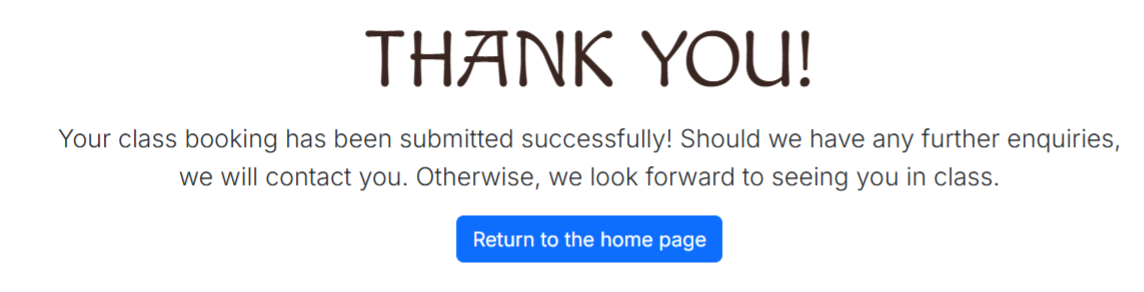 THANK YOU!
Your class booking has been submitted successfully! Should we have any further enquiries,
we will contact you. Otherwise, we look forward to seeing you in class.
Return to the home page